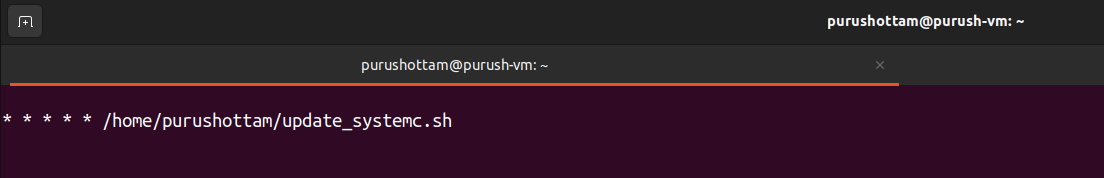 purushottam@purush-vm: ~
purushottam@purush-vm: ~
* * * * * /home/purushottam/update_systemc.sh